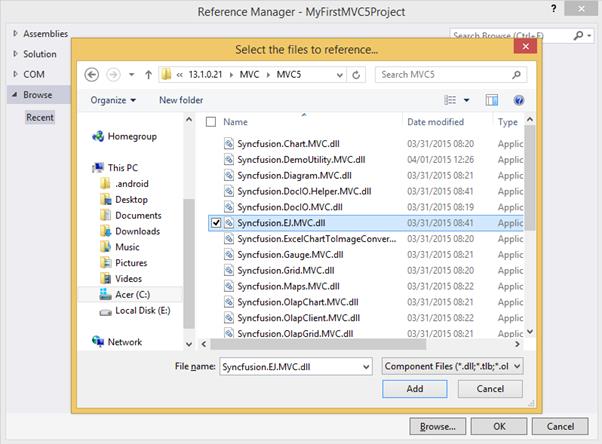 Reference Manager - MyFirstMVC5Project
Assemblies
Search Browse (Ctrl+E)
Solution
COM
Browse
Recent
Select the files to reference...
« 13.1.0.21 MVC MVC5
Search MVC5
Organize
New folder
Name Date modified Type
Homegroup
This PC
.android
Desktop
Documents
Downloads
Music
Pictures
Videos
Acer (C:)
Local Disk (E:)
Network
Syncfusion.Chart.MVC.dll 03/31/2015 08:20 Applic
Syncfusion.DemoUtility.MVC.dll 04/01/2015 12:26 Applic
Syncfusion.Diagram.MVC.dll 03/31/2015 08:21 Applic
Syncfusion.DocIO.Helper.MVC.dll 03/31/2015 08:41 Applic
Syncfusion.DocIO.MVC.dll 03/31/2015 08:20 Applic
Syncfusion.EJ.MVC.dll 03/31/2015 08:41 Applic
Syncfusion.ExcelChartToImageConver... 03/31/2015 08:20 Applic
Syncfusion.Gauge.MVC.dll 03/31/2015 08:21 Applic
Syncfusion.Grid.MVC.dll 03/31/2015 08:20 Applic
Syncfusion.Maps.MVC.dll 03/31/2015 08:22 Applic
Syncfusion.OlapChart.MVC.dll 03/31/2015 08:21 Applic
Syncfusion.OlapClient.MVC.dll 03/31/2015 08:22 Applic
Syncfusion.OlapGrid.MVC.dll 03/31/2015 08:21 Applic
File name: Syncfusion.EJ.MVC.dll Component Files (*.dll;*.tlb;*.ol
Add Cancel
Browse... OK Cancel